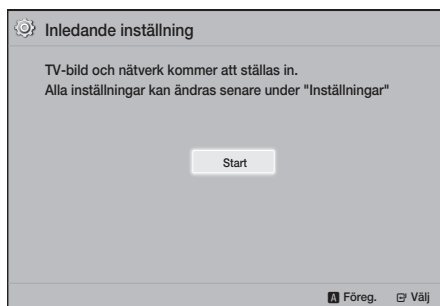 Inledande inställning
TV-bild och nätverk kommer att ställas in.
Alla inställningar kan ändras senare under "Inställningar"
Start
A Föreg. Välj